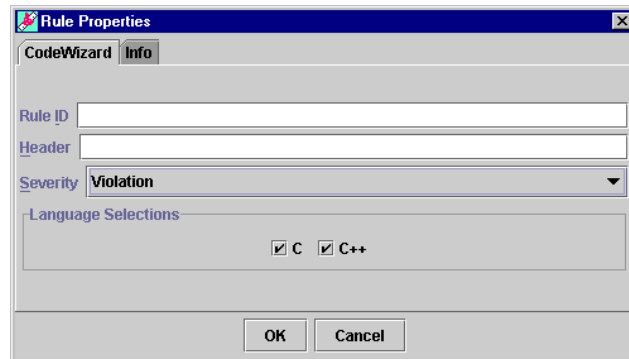 Rule Properties
CodeWizard Info
Rule ID
Header
Severity Violation
Language Selections
C C++
OK Cancel